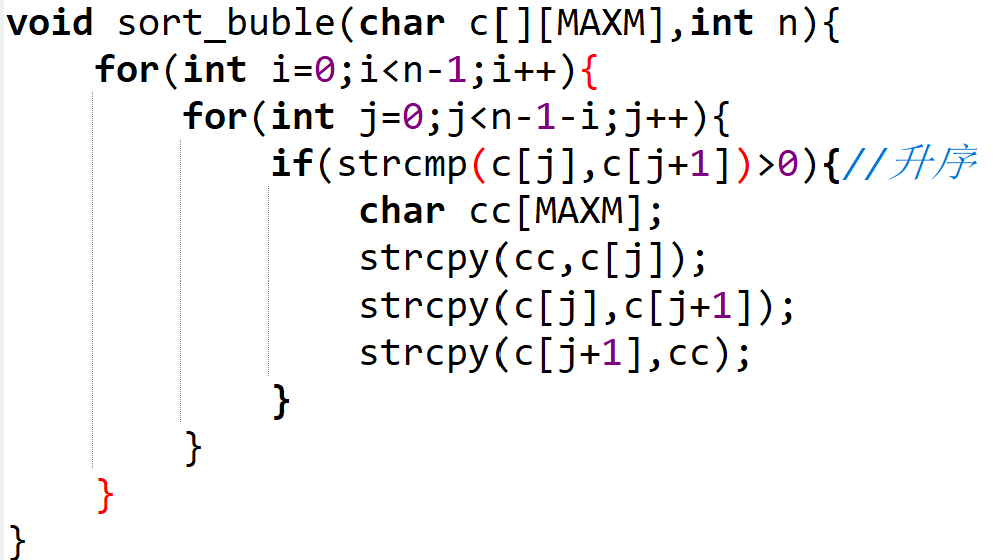 void sort_buble(char c[][MAXM],int n){
for(int i=0;i<n-1;i++){
for(int j=0;j<n-1-i;j++){
if(strcmp(c[j],c[j+1])>0){//升序
char cc[MAXM];
strcpy(cc,c[j]);
strcpy(c[j],c[j+1]);
strcpy(c[j+1],cc);
}
}
}
}